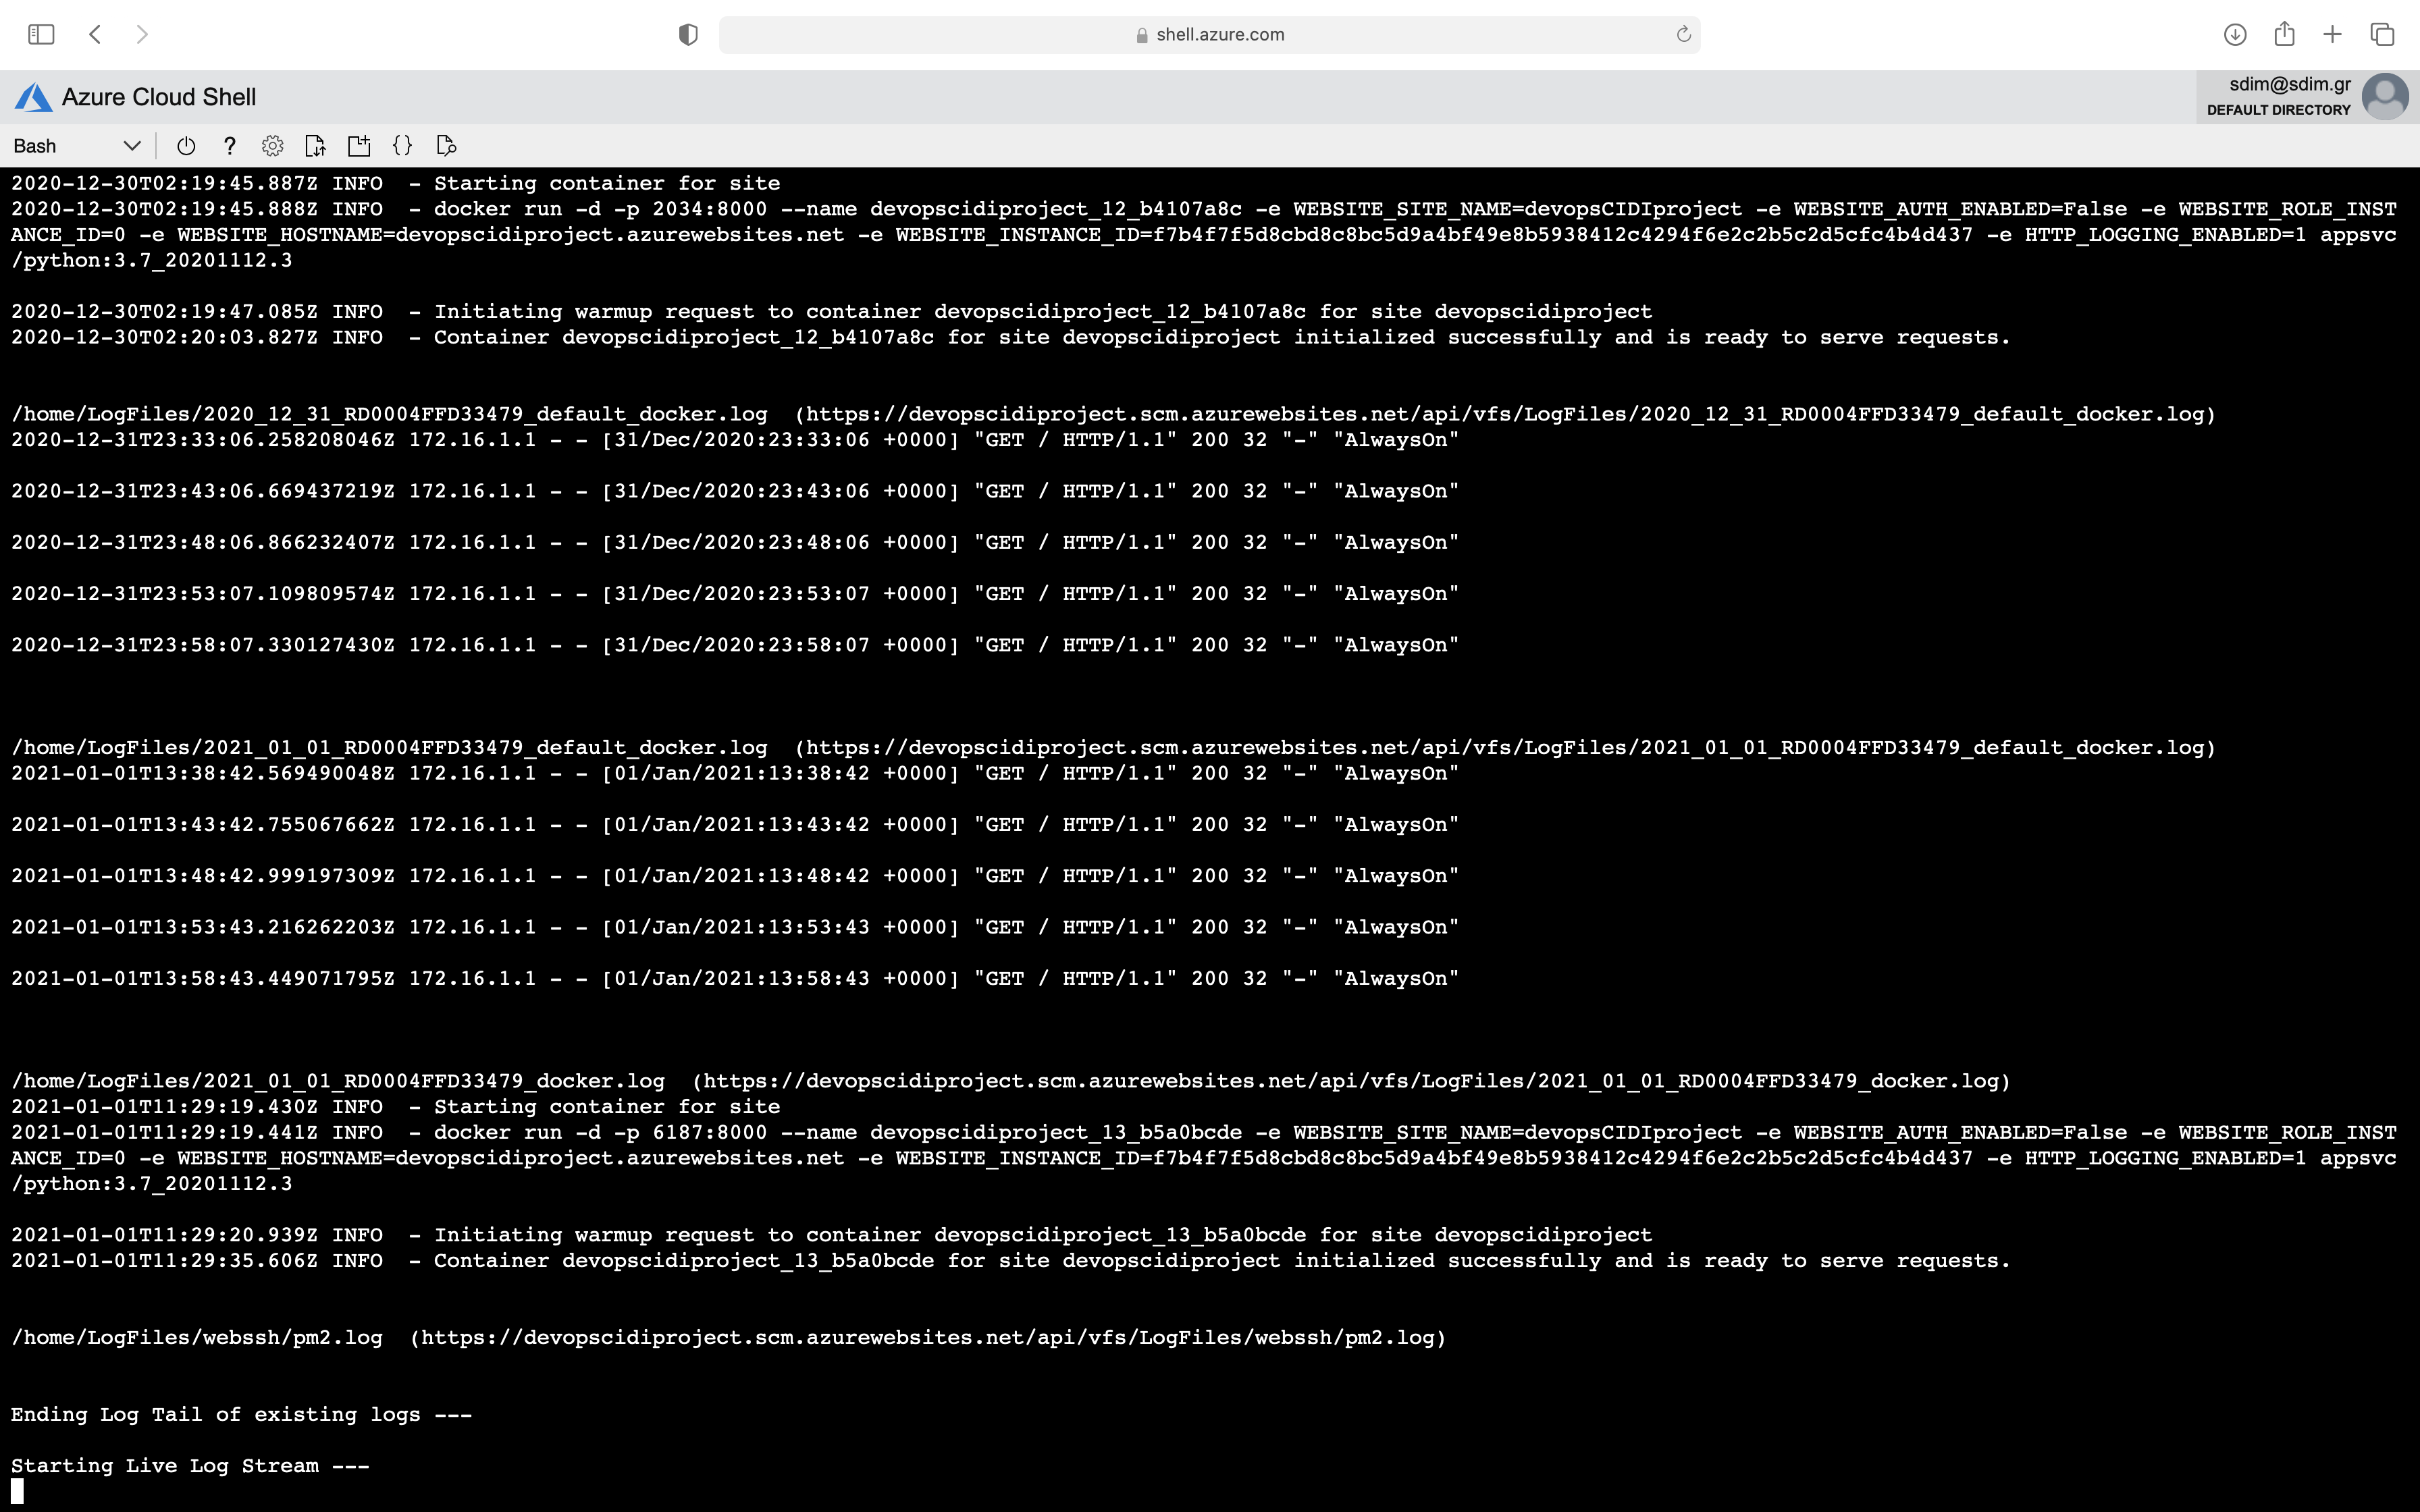 shell.azure.com
Azure Cloud Shell
sdim@sdim.gr
DEFAULT DIRECTORY
Bash
2020-12-30T02:19:45.887Z INFO  - Starting container for site
2020-12-30T02:19:45.888Z INFO  - docker run -d -p 2034:8000 --name devopscidiproject_12_b4107a8c -e WEBSITE_SITE_NAME=devopsCIDIproject -e WEBSITE_AUTH_ENABLED=False -e WEBSITE_ROLE_INST
ANCE_ID=0 -e WEBSITE_HOSTNAME=devopscidiproject.azurewebsites.net -e WEBSITE_INSTANCE_ID=f7b4f7f5d8cbd8c8bc5d9a4bf49e8b5938412c4294f6e2c2b5c2d5cfc4b4d437 -e HTTP_LOGGING_ENABLED=1 appsvc
/python:3.7_20201112.3
2020-12-30T02:19:47.085Z INFO  - Initiating warmup request to container devopscidiproject_12_b4107a8c for site devopscidiproject
2020-12-30T02:20:03.827Z INFO  - Container devopscidiproject_12_b4107a8c for site devopscidiproject initialized successfully and is ready to serve requests.
/home/LogFiles/2020_12_31_RD0004FFD33479_default_docker.log  (https://devopscidiproject.scm.azurewebsites.net/api/vfs/LogFiles/2020_12_31_RD0004FFD33479_default_docker.log)
2020-12-31T23:33:06.258208046Z 172.16.1.1 - - [31/Dec/2020:23:33:06 +0000] "GET / HTTP/1.1" 200 32 "-" "AlwaysOn"
2020-12-31T23:43:06.669437219Z 172.16.1.1 - - [31/Dec/2020:23:43:06 +0000] "GET / HTTP/1.1" 200 32 "-" "AlwaysOn"
2020-12-31T23:48:06.866232407Z 172.16.1.1 - - [31/Dec/2020:23:48:06 +0000] "GET / HTTP/1.1" 200 32 "-" "AlwaysOn"
2020-12-31T23:53:07.109809574Z 172.16.1.1 - - [31/Dec/2020:23:53:07 +0000] "GET / HTTP/1.1" 200 32 "-" "AlwaysOn"
2020-12-31T23:58:07.330127430Z 172.16.1.1 - - [31/Dec/2020:23:58:07 +0000] "GET / HTTP/1.1" 200 32 "-" "AlwaysOn"
/home/LogFiles/2021_01_01_RD0004FFD33479_default_docker.log  (https://devopscidiproject.scm.azurewebsites.net/api/vfs/LogFiles/2021_01_01_RD0004FFD33479_default_docker.log)
2021-01-01T13:38:42.569490048Z 172.16.1.1 - - [01/Jan/2021:13:38:42 +0000] "GET / HTTP/1.1" 200 32 "-" "AlwaysOn"
2021-01-01T13:43:42.755067662Z 172.16.1.1 - - [01/Jan/2021:13:43:42 +0000] "GET / HTTP/1.1" 200 32 "-" "AlwaysOn"
2021-01-01T13:48:42.999197309Z 172.16.1.1 - - [01/Jan/2021:13:48:42 +0000] "GET / HTTP/1.1" 200 32 "-" "AlwaysOn"
2021-01-01T13:53:43.216262203Z 172.16.1.1 - - [01/Jan/2021:13:53:43 +0000] "GET / HTTP/1.1" 200 32 "-" "AlwaysOn"
2021-01-01T13:58:43.449071795Z 172.16.1.1 - - [01/Jan/2021:13:58:43 +0000] "GET / HTTP/1.1" 200 32 "-" "AlwaysOn"
/home/LogFiles/2021_01_01_RD0004FFD33479_docker.log  (https://devopscidiproject.scm.azurewebsites.net/api/vfs/LogFiles/2021_01_01_RD0004FFD33479_docker.log)
2021-01-01T11:29:19.430Z INFO  - Starting container for site
2021-01-01T11:29:19.441Z INFO  - docker run -d -p 6187:8000 --name devopscidiproject_13_b5a0bcde -e WEBSITE_SITE_NAME=devopsCIDIproject -e WEBSITE_AUTH_ENABLED=False -e WEBSITE_ROLE_INST
ANCE_ID=0 -e WEBSITE_HOSTNAME=devopscidiproject.azurewebsites.net -e WEBSITE_INSTANCE_ID=f7b4f7f5d8cbd8c8bc5d9a4bf49e8b5938412c4294f6e2c2b5c2d5cfc4b4d437 -e HTTP_LOGGING_ENABLED=1 appsvc
/python:3.7_20201112.3
2021-01-01T11:29:20.939Z INFO  - Initiating warmup request to container devopscidiproject_13_b5a0bcde for site devopscidiproject
2021-01-01T11:29:35.606Z INFO  - Container devopscidiproject_13_b5a0bcde for site devopscidiproject initialized successfully and is ready to serve requests.
/home/LogFiles/webssh/pm2.log  (https://devopscidiproject.scm.azurewebsites.net/api/vfs/LogFiles/webssh/pm2.log)
Ending Log Tail of existing logs ---
Starting Live Log Stream ---